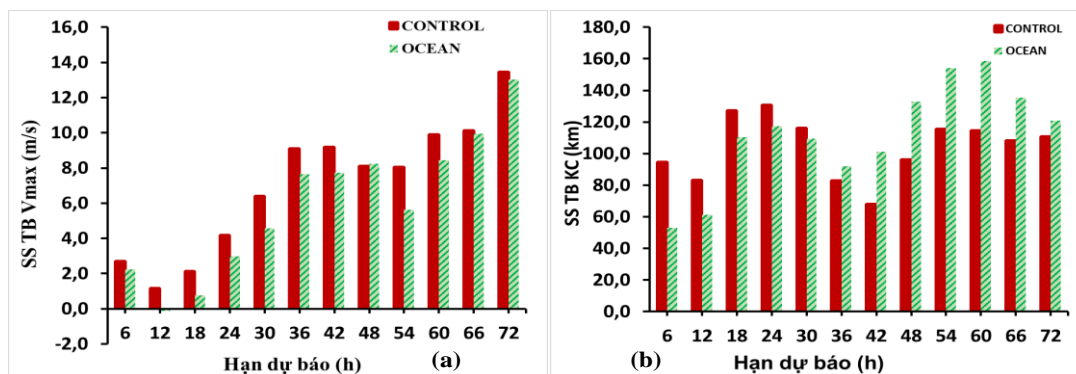 16,0
14,0
12,0
10,0
8,0
6,0
4,0
2,0
0,0
2,0
SS TB Vmax (m/s)
CONTROL
OCEAN
6 12 18 24 30 36 42 48 54 60 66 72
Hạn dự báo (h)
(a)
180,0
160,0
140,0
120,0
100,0
80,0
60,0
40,0
20,0
0,0
SS TB KC (km)
CONTROL
OCEAN
6 12 18 24 30 36 42 48 54 60 66 72
(b)
Hạn dự báo (h)